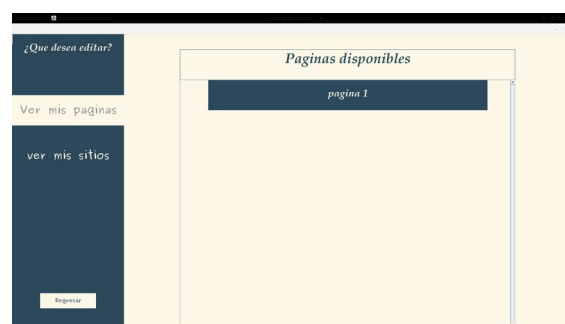 ¿Que desea editar?
Paginas disponibles
pagina 1
Ver mis paginas
ver mis sitios
Regresar